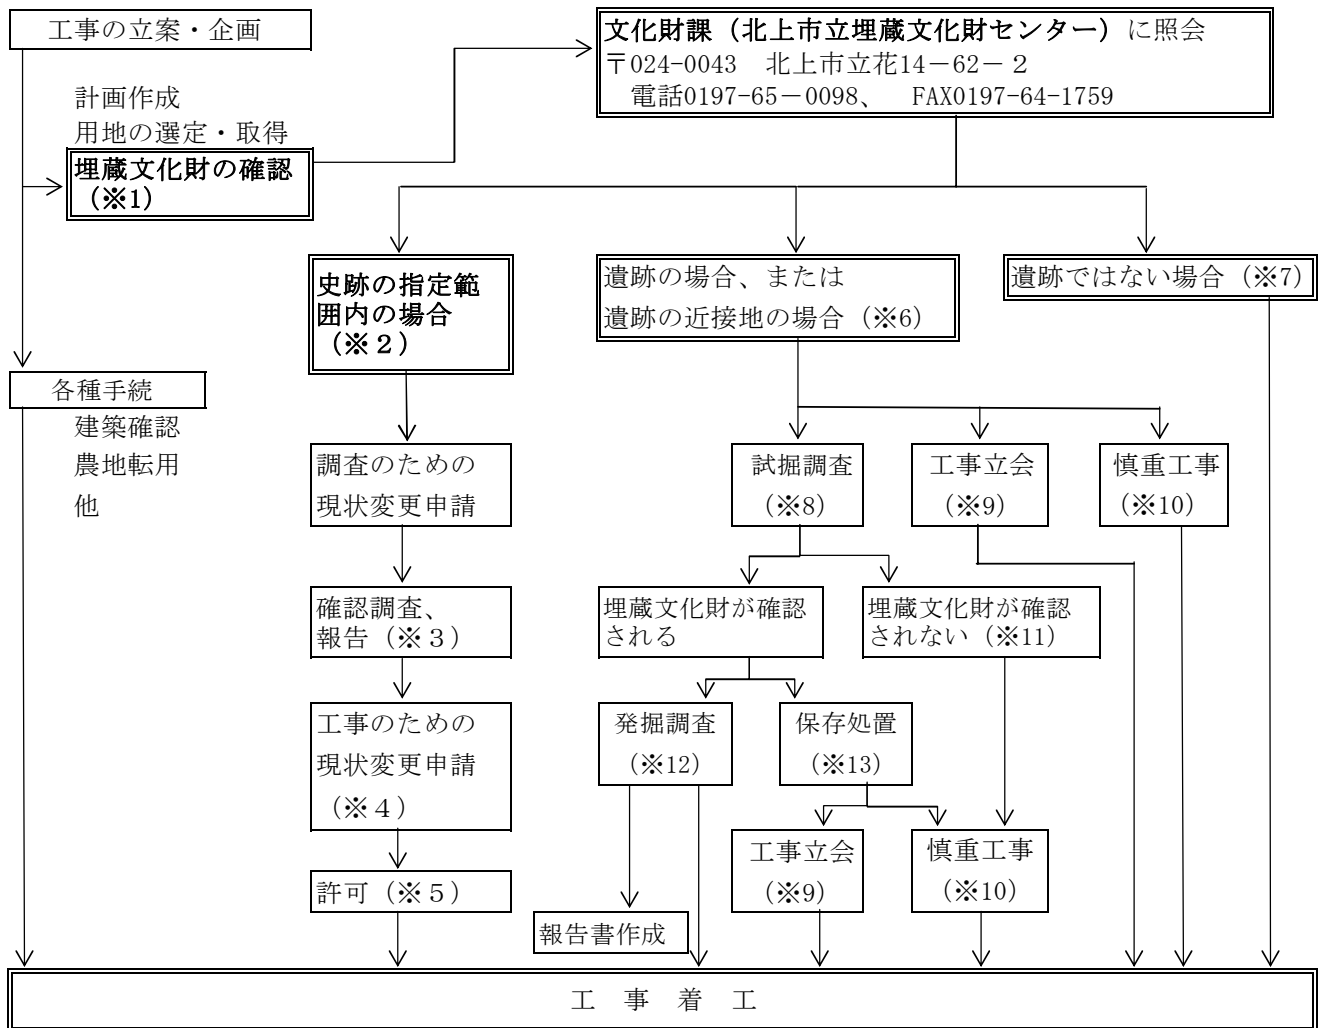 工事の立案・企画
計画作成
用地の選定・取得
埋蔵文化財の確認
（※1）
文化財課（北上市立埋蔵文化財センター）に照会
〒024-0043　北上市立花14－62－２
電話0197-65－0098、　FAX0197-64-1759
史跡の指定範
囲内の場合
（※２）
遺跡の場合、または
遺跡の近接地の場合（※6）
遺跡ではない場合（※7）
各種手続
建築確認
農地転用
他
調査のための
現状変更申請
試掘調査
（※8）
工事立会
（※9）
慎重工事
（※10）
確認調査、
報告（※３）
埋蔵文化財が確認
される
埋蔵文化財が確認
されない（※11）
工事のための
現状変更申請
（※４）
発掘調査
（※12）
保存処置
（※13）
工事立会
（※9）
慎重工事
（※10）
許可（※５）
報告書作成
工　事　着　工